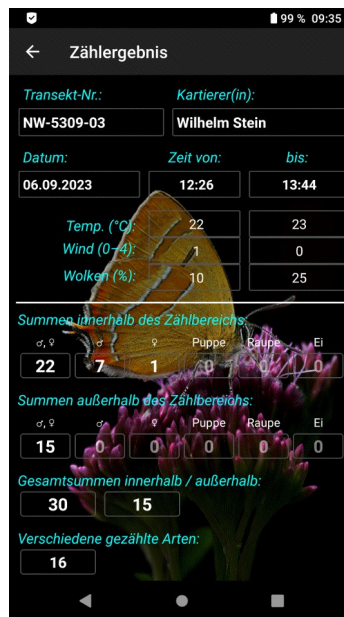 99 % 09:35
Zählergebnis
Transekt-Nr.: Kartierer(in):
NW-5309-03 Wilhelm Stein
Datum: Zeit von: bis:
06.09.2023 12:26 13:44
Temp. (°C): 22 23
Wind (0–4): 1 0
Wolken (%): 10 25
Summen innerhalb des Zählbereichs:
♂, ♀ ♂ ♀ Puppe Raupe Ei
22 7 1 0 0 0
Summen außerhalb des Zählbereichs:
♂, ♀ ♂ ♀ Puppe Raupe Ei
15 0 0 0 0 0
Gesamtsummen innerhalb / außerhalb:
30 15
Verschiedene gezählte Arten:
16